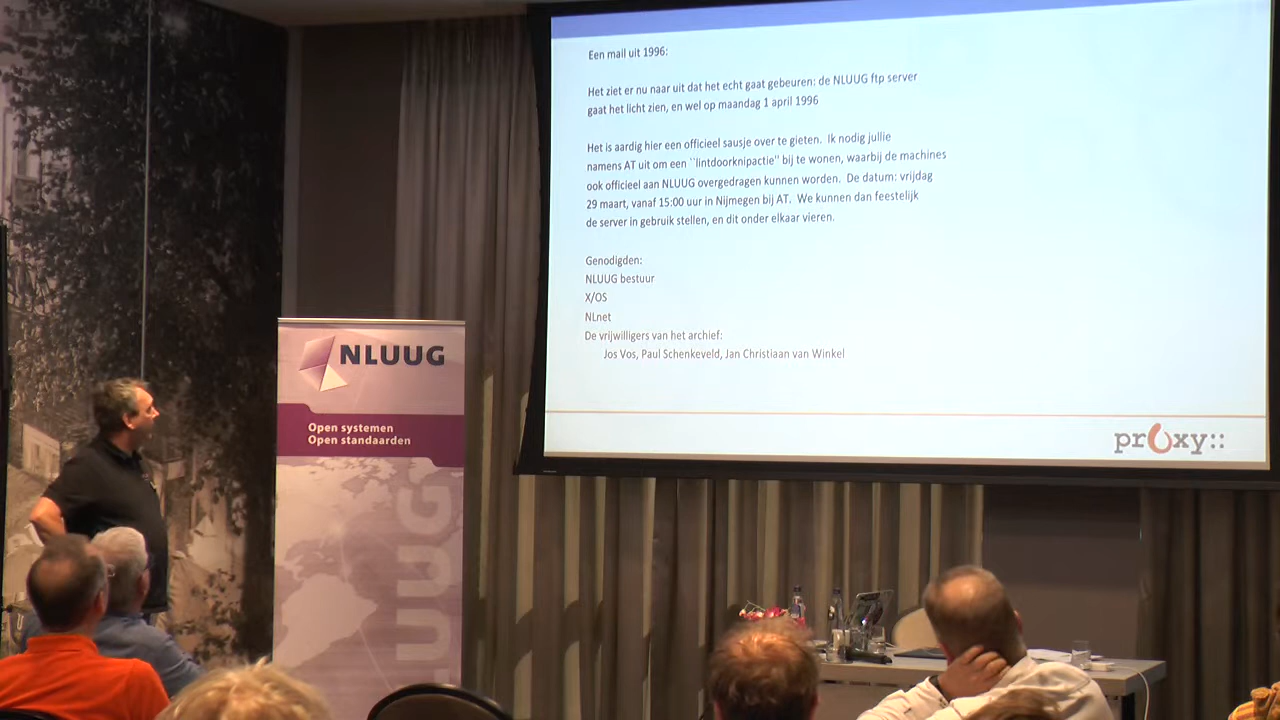 Een mail uit 1996:
Het ziet er nu naar uit dat het echt gaat gebeuren: de NLUUG ftp server
gaat het licht zien, en wel op maandag 1 april 1996
Het is aardig hier een officieel sausje over te gieten. Ik nodig jullie
namens AT uit om een ``lintdoorknipactie'' bij te wonen, waarbij de machines
ook officieel aan NLUUG overgedragen kunnen worden. De datum: vrijdag
29 maart, vanaf 15:00 uur in Nijmegen bij AT. We kunnen dan feestelijk
de server in gebruik stellen, en dit onder elkaar vieren.
Genodigden:
NLUUG bestuur
X/OS
NLnet
De vrijwilligers van het archief:
Jos Vos, Paul Schenkeveld, Jan Christiaan van Winkel
proxy::
NLUUG
Open systemen
Open standaarden
NLUUG